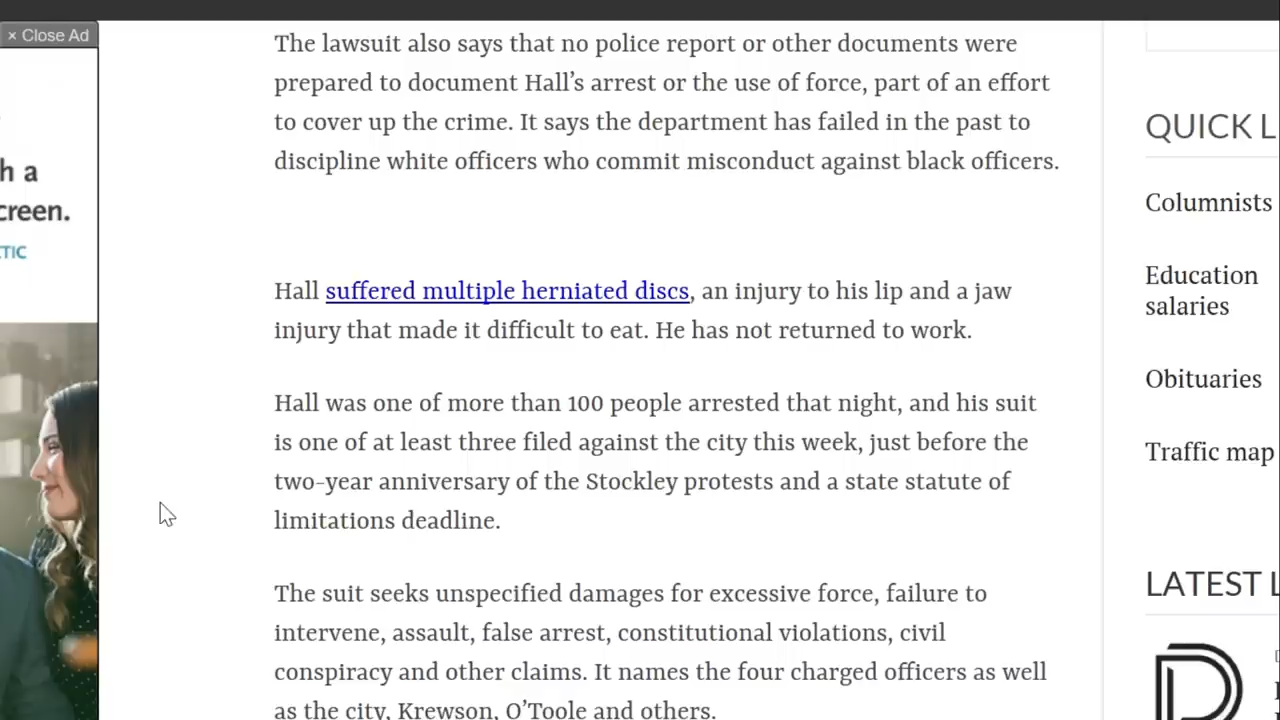 × Close Ad
h a
creen.
TIC
The lawsuit also says that no police report or other documents were
prepared to document Hall’s arrest or the use of force, part of an effort
to cover up the crime. It says the department has failed in the past to
discipline white officers who commit misconduct against black officers.
Hall suffered multiple herniated discs, an injury to his lip and a jaw
injury that made it difficult to eat. He has not returned to work.
Hall was one of more than 100 people arrested that night, and his suit
is one of at least three filed against the city this week, just before the
two-year anniversary of the Stockley protests and a state statute of
limitations deadline.
The suit seeks unspecified damages for excessive force, failure to
intervene, assault, false arrest, constitutional violations, civil
conspiracy and other claims. It names the four charged officers as well
as the city, Krewson, O’Toole and others.
QUICK L
Columnists
Education
salaries
Obituaries
Traffic map
LATEST L